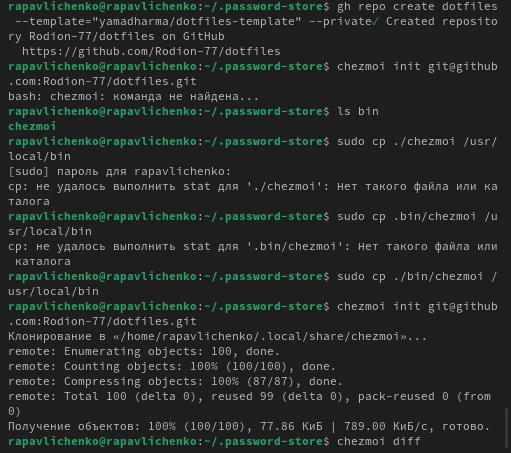 rapavlichenko@rapavlichenko:~/.password-store$ gh repo create dotfiles
 --template="yamadharma/dotfiles-template" --private✓ Created reposito
ry Rodion-77/dotfiles on GitHub
  https://github.com/Rodion-77/dotfiles
rapavlichenko@rapavlichenko:~/.password-store$ chezmoi init git@github
.com:Rodion-77/dotfiles.git
bash: chezmoi: команда не найдена...
rapavlichenko@rapavlichenko:~/.password-store$ ls bin
chezmoi
rapavlichenko@rapavlichenko:~/.password-store$ sudo cp ./chezmoi /usr/
local/bin
[sudo] пароль для rapavlichenko:
cp: не удалось выполнить stat для './chezmoi': Нет такого файла или ка
талога
rapavlichenko@rapavlichenko:~/.password-store$ sudo cp .bin/chezmoi /u
sr/local/bin
cp: не удалось выполнить stat для '.bin/chezmoi': Нет такого файла или
 каталога
rapavlichenko@rapavlichenko:~/.password-store$ sudo cp ./bin/chezmoi /
usr/local/bin
rapavlichenko@rapavlichenko:~/.password-store$ chezmoi init git@github
.com:Rodion-77/dotfiles.git
Клонирование в «/home/rapavlichenko/.local/share/chezmoi»...
remote: Enumerating objects: 100, done.
remote: Counting objects: 100% (100/100), done.
remote: Compressing objects: 100% (87/87), done.
remote: Total 100 (delta 0), reused 99 (delta 0), pack-reused 0 (from
0)
Получение объектов: 100% (100/100), 77.86 КиБ | 789.00 КиБ/с, готово.
rapavlichenko@rapavlichenko:~/.password-store$ chezmoi diff